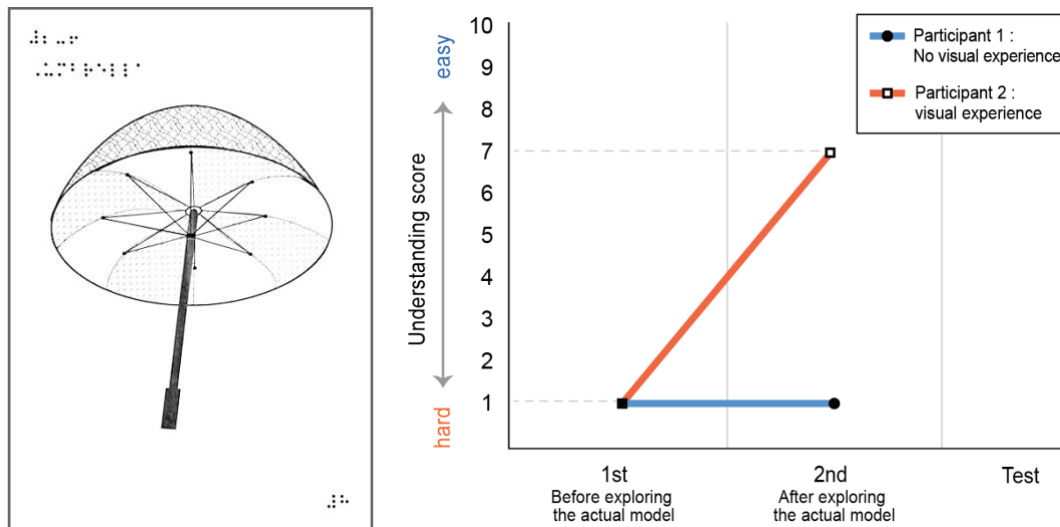 ⠠⠥⠍⠃⠗⠑⠇⠇⠁
10
9
8
7
6
5
4
3
2
1
easy
Understanding score
hard
Participant 1 :
No visual experience
Participant 2 :
visual experience
1st
Before exploring
the actual model
2nd
After exploring
the actual model
Test